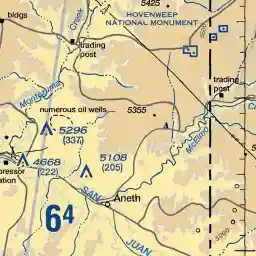 bldgs
5425
HOVENWEEP
NATIONAL MONUMENT
Creek
trading
post
trading
post
Montezuma
numerous oil wells
5355
5296
(337)
McElmo
4668
(222)
5108
(205)
SAN
Aneth
64
JUAN